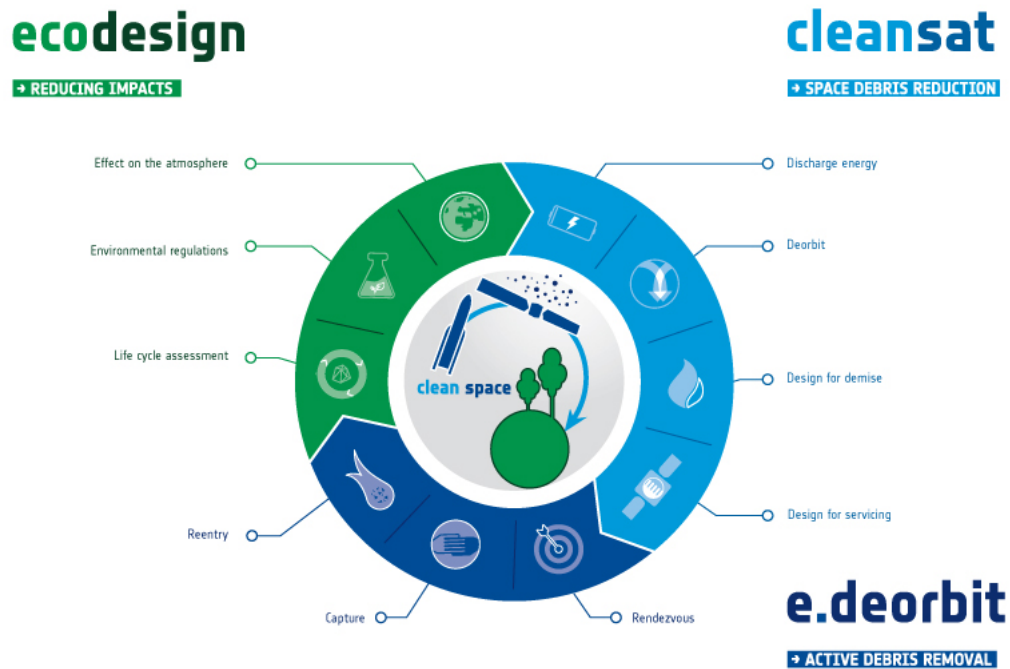 ecodesign
→ REDUCING IMPACTS
cleansat
→ SPACE DEBRIS REDUCTION
Effect on the atmosphere
Discharge energy
Environmental regulations
Deorbit
Life cycle assessment
Design for demise
clean space
Design for servicing
Reentry
Capture
Rendezvous
e.deorbit
→ ACTIVE DEBRIS REMOVAL